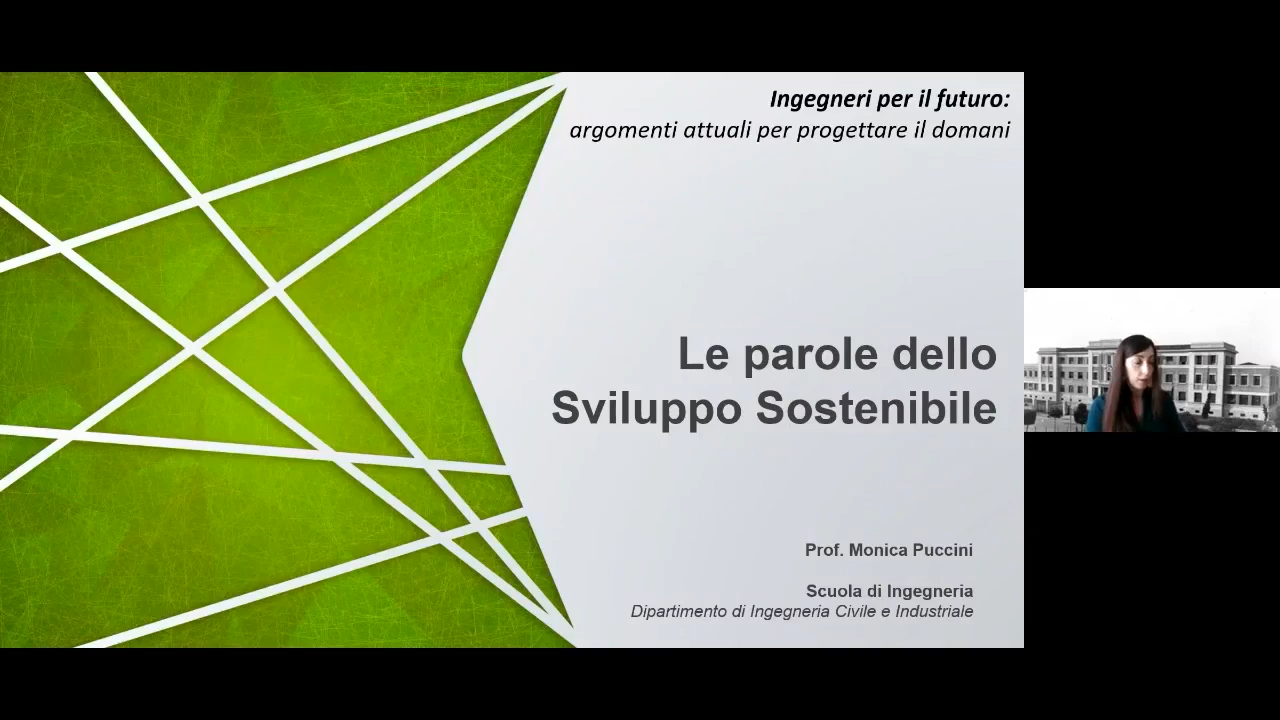 Ingegneri per il futuro:
argomenti attuali per progettare il domani
Le parole dello
Sviluppo Sostenibile
Prof. Monica Puccini
Scuola di Ingegneria
Dipartimento di Ingegneria Civile e Industriale